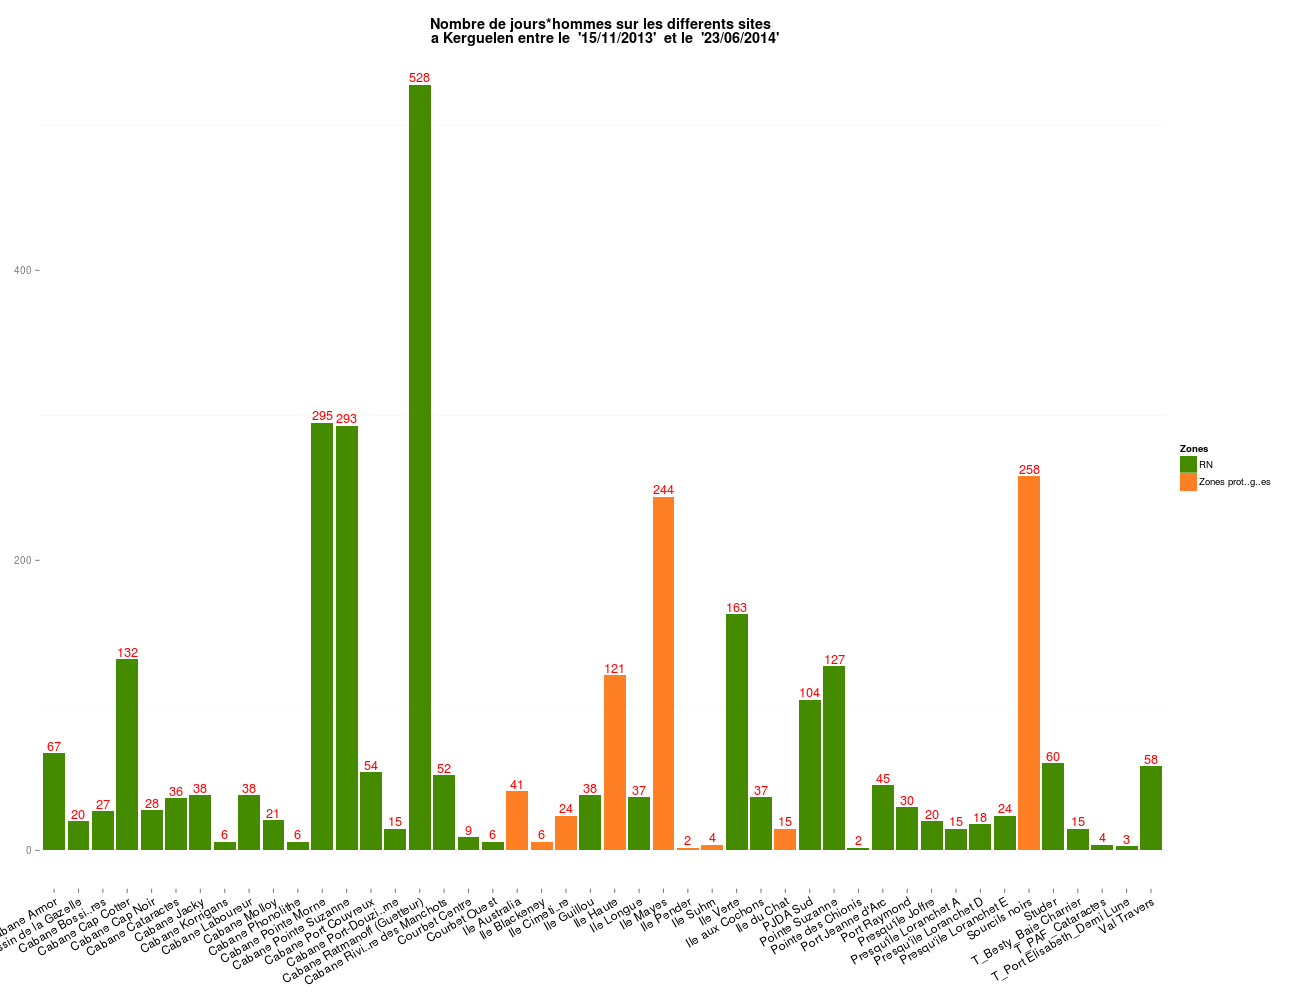 Nombre de jours*hommes sur les differents sites
a Kerguelen entre le '15/11/2013' et le '23/06/2014'
528
400
295
293
258
244
200
163
132
127
121
104
67
20
27
28
36
38
6
38
21
6
54
15
52
9
6
41
6
24
38
37
2
4
37
15
2
45
30
20
15
18
24
60
15
4
3
58
0
Zones
RN
Zones prot..g..es
Armor
de la Gazelle
Cabane Bossi..res
Cabane Cap Cotter
Cabane Cap Noir
Cabane Cataractes
Cabane Jacky
Cabane Korrigans
Cabane Laboureur
Cabane Molloy
Cabane Phonolithe
Cabane Pointe Morne
Cabane Pointe Suzanne
Cabane Port Couvreux
Cabane Port-Douzi..me
Cabane Ratmanoff (Guetteur)
Cabane Rivi..re des Manchots
Courbet Centre
Courbet Ouest
Ile Australia
Ile Blackeney
Ile Cimeti..re
Ile Guillou
Ile Haute
Ile Longue
Ile Mayes
Ile Pender
Ile Suhm
Ile Verte
Ile aux Cochons
Ile du Chat
PJDA Sud
Pointe Suzanne
Pointe des Chionis
Port Jeanne d'Arc
Port Raymond
Presqu'ile Joffre
Presqu'ile Loranchet A
Presqu'ile Loranchet D
Presqu'ile Loranchet E
Sourcils noirs
Studer
T_Besty_ Baie Charrier
T_PAF_Cataractes
T_Port Elisabeth_Demi Lune
Val Travers